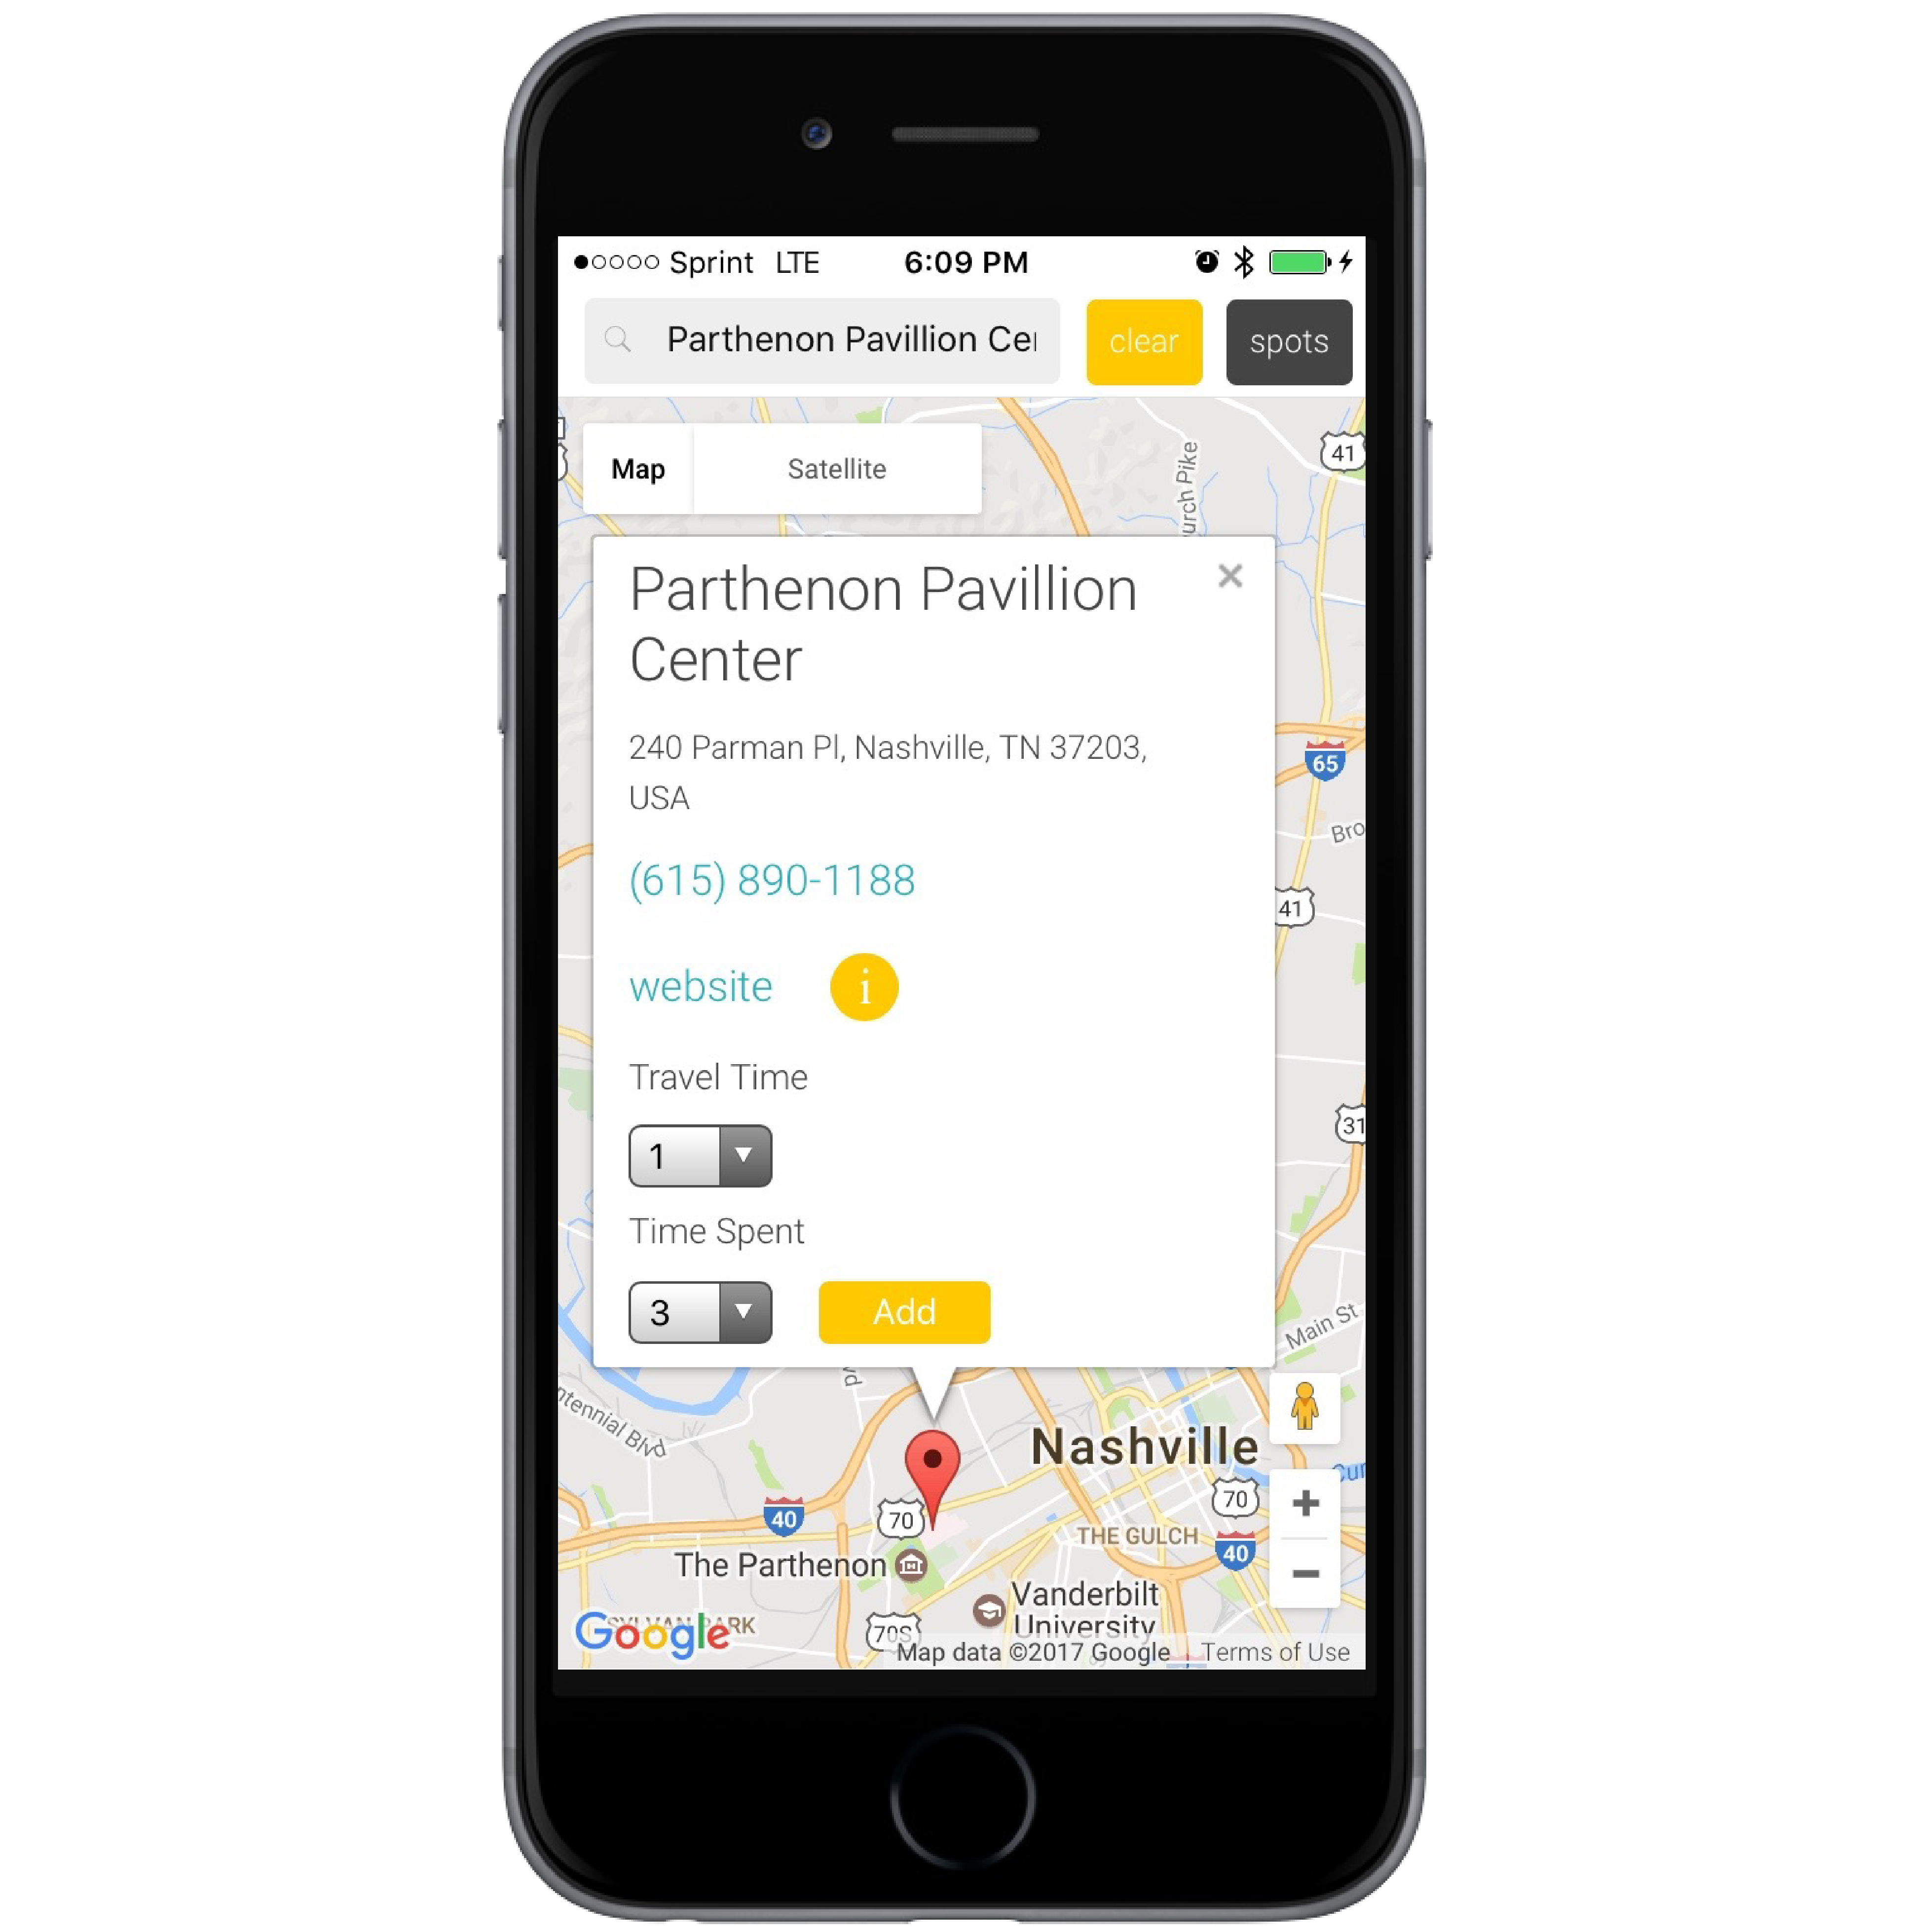 Sprint LTE 6:09 PM
Parthenon Pavillion Cer
clear
spots
Map
Satellite
urch Pike
41
Parthenon Pavillion
Center
240 Parman Pl, Nashville, TN 37203,
USA
(615) 890-1188
website
i
Travel Time
1
Time Spent
3
Add
65
Bro
41
31
Main St
ntennial Blvd
Nashville
Cum
70
40
70
THE GULCH
40
The Parthenon
Vanderbilt
University
SYLVAN PARK
Google
70S
Map data ©2017 Google
Terms of Use